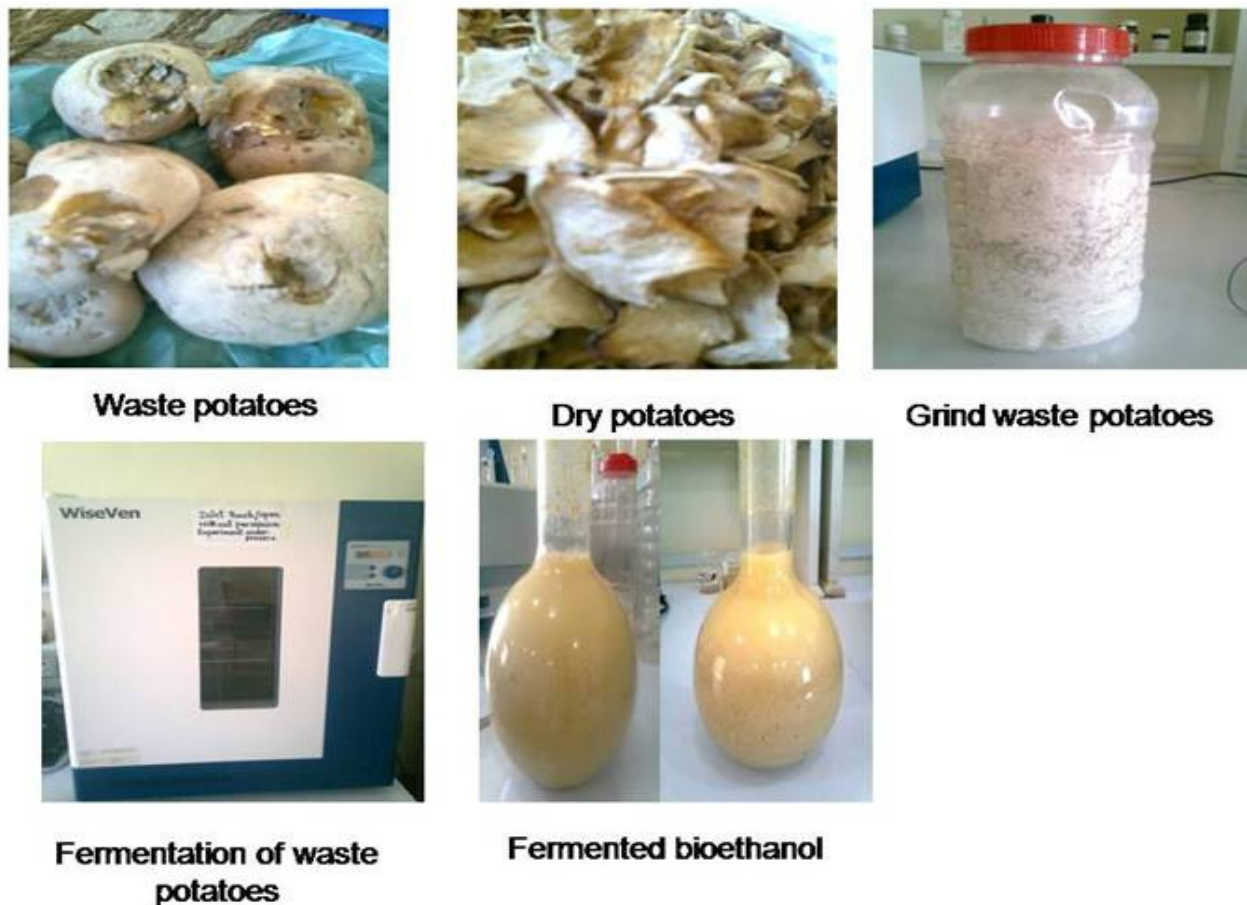 Waste potatoes
Dry potatoes
Grind waste potatoes
WiseVen
Fermentation of waste
potatoes
Fermented bioethanol